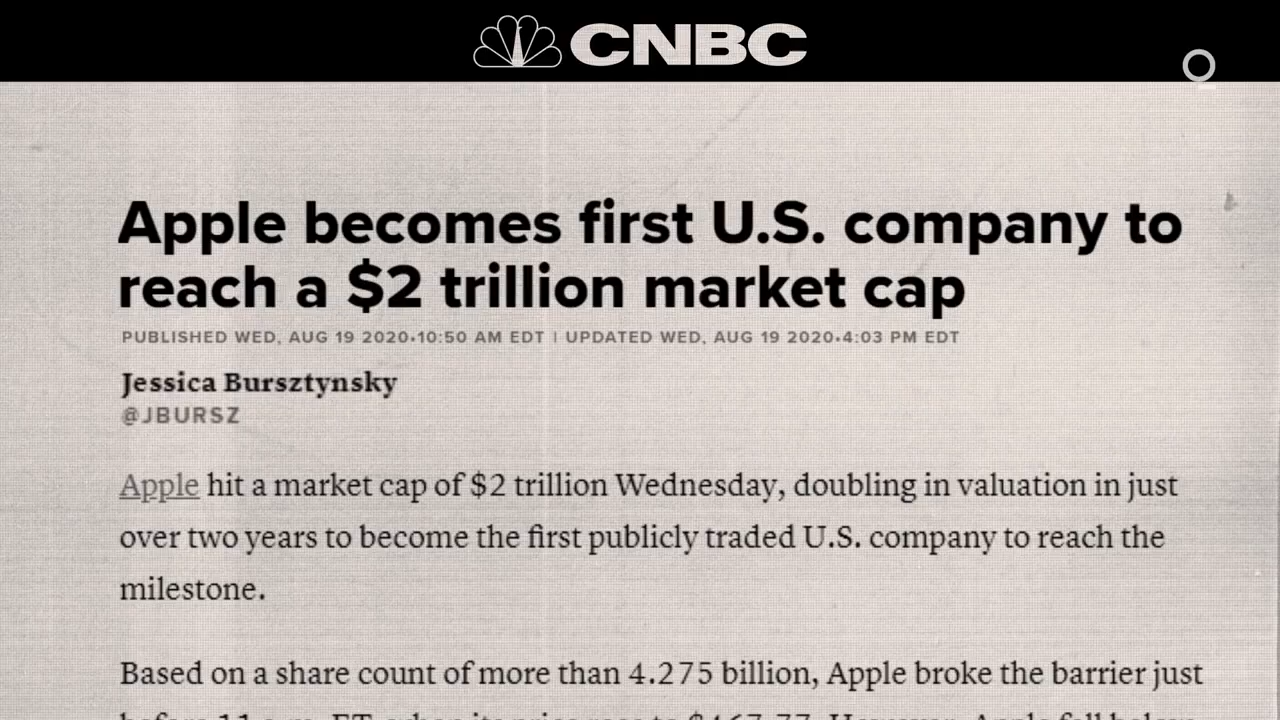 CNBC
Apple becomes first U.S. company to
reach a $2 trillion market cap
PUBLISHED WED, AUG 19 2020•10:50 AM EDT | UPDATED WED, AUG 19 2020•4:03 PM EDT
Jessica Bursztynsky
@JBURSZ
Apple hit a market cap of $2 trillion Wednesday, doubling in valuation in just
over two years to become the first publicly traded U.S. company to reach the
milestone.
Based on a share count of more than 4.275 billion, Apple broke the barrier just